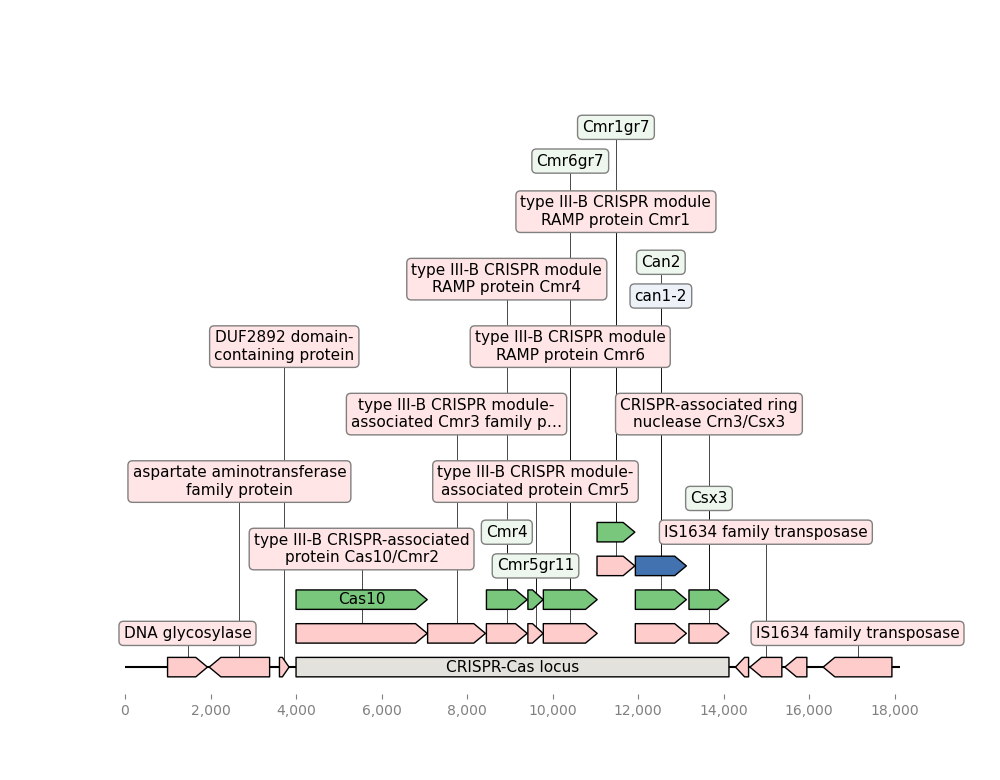 Cmr1gr7
Cmr6gr7
type III-B CRISPR module
RAMP protein Cmr1
Can2
type III-B CRISPR module
RAMP protein Cmr4
can1-2
DUF2892 domain-
containing protein
type III-B CRISPR module
RAMP protein Cmr6
type III-B CRISPR module-
associated Cmr3 family p…
CRISPR-associated ring
nuclease Crn3/Csx3
aspartate aminotransferase
family protein
type III-B CRISPR module-
associated protein Cmr5
Csx3
type III-B CRISPR-associated
protein Cas10/Cmr2
Cmr4
IS1634 family transposase
Cmr5gr11
Cas10
DNA glycosylase
IS1634 family transposase
CRISPR-Cas locus
0 2,000 4,000 6,000 8,000 10,000 12,000 14,000 16,000 18,000